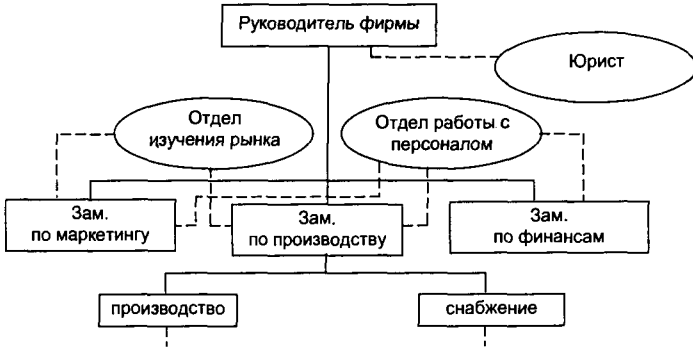 Руководитель фирмы
Юрист
Отдел
изучения рынка
Отдел работы с
персоналом
Зам.
по маркетингу
Зам.
по производству
Зам.
по финансам
производство
снабжение